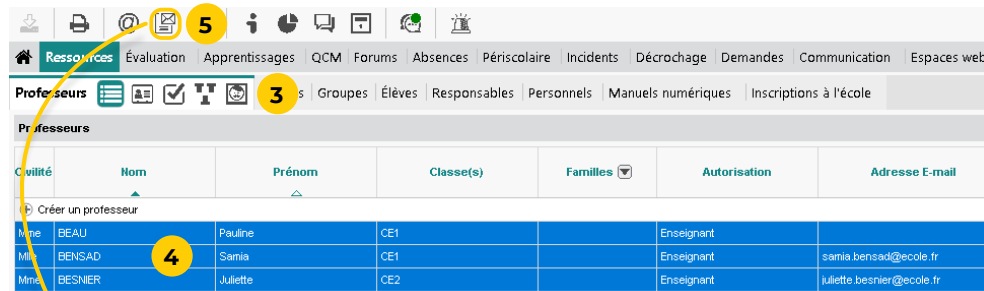 5
Ressources Évaluation Apprentissages QCM Forums Absences Périscolaire Incidents Décrochage Demandes Communication Espaces web
Professeurs 3 s Groupes Élèves Responsables Personnels Manuels numériques Inscriptions à l'école
Professeurs
Civilité Nom Prénom Classe(s) Familles Autorisation Adresse E-mail
Créer un professeur
Mme BEAU Pauline CE1 Enseignant
Mlle BENSAD 4 Samia CE1 Enseignant samia.bensad@ecole.fr
Mme BESNIER Juliette CE2 Enseignant juliette.besnier@ecole.fr